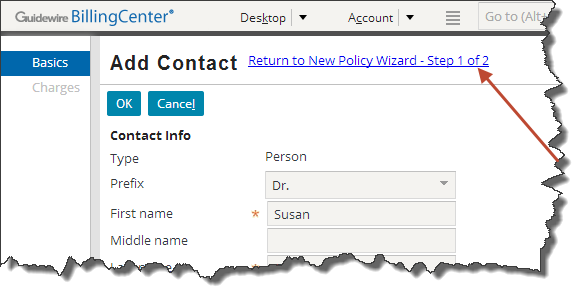 Guidewire BillingCenter® Desktop Account Go to (Alt+
Basics
Charges
Add Contact Return to New Policy Wizard - Step 1 of 2
OK Cancel
Contact Info
Type Person
Prefix Dr.
First name * Susan
Middle name